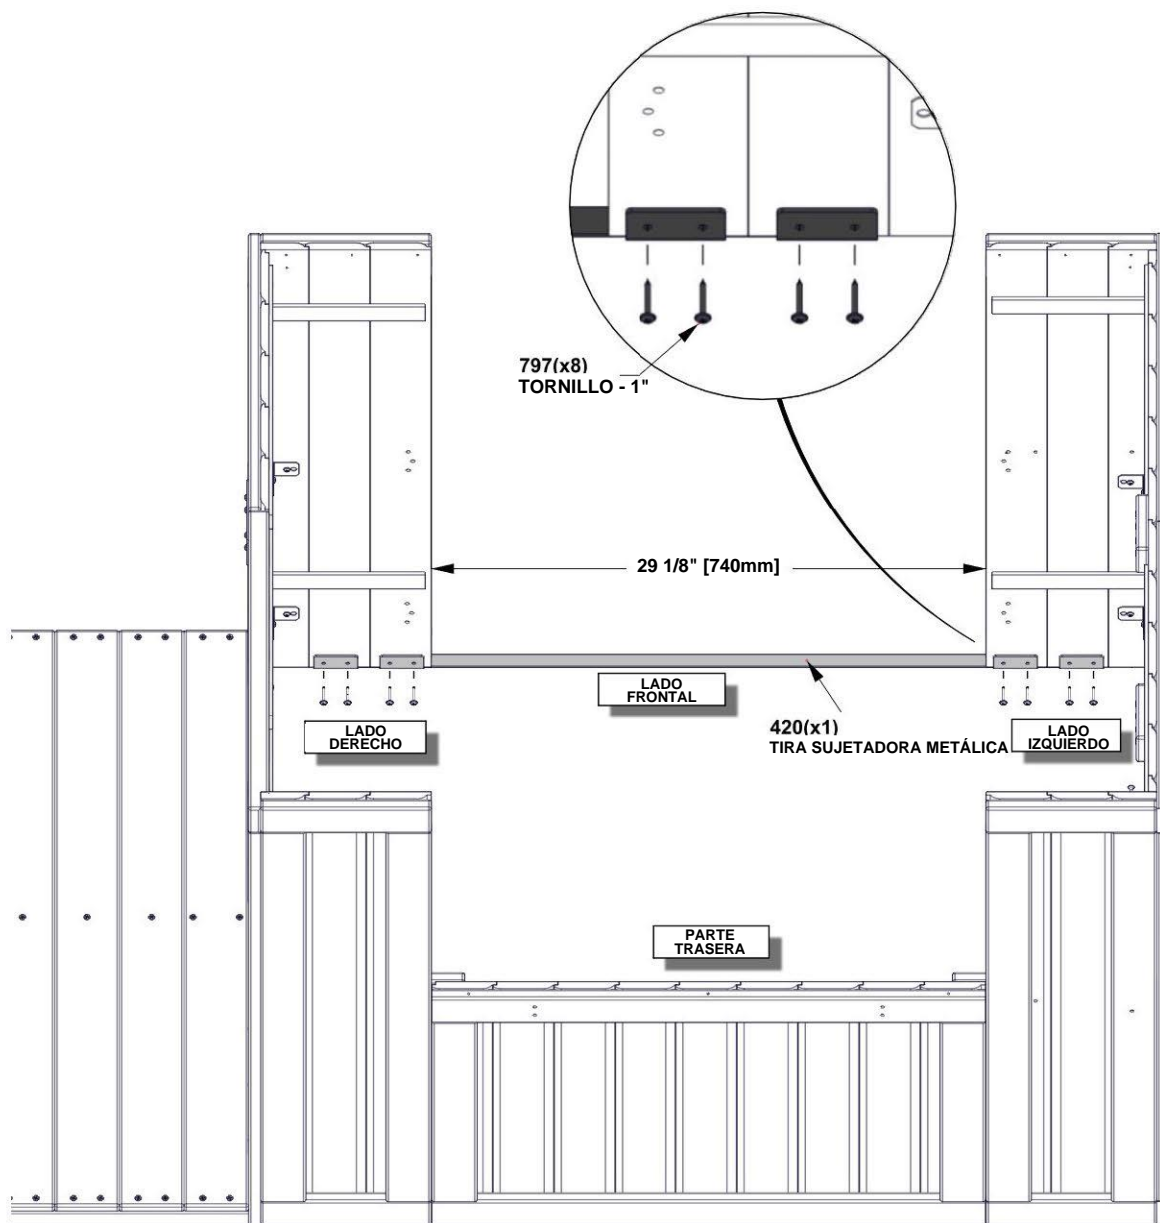 797(x8)
TORNILLO - 1"
29 1/8" [740mm]
LADO
FRONTAL
LADO
DERECHO
420(x1)
TIRA SUJETADORA METÁLICA
LADO
IZQUIERDO
PARTE
TRASERA